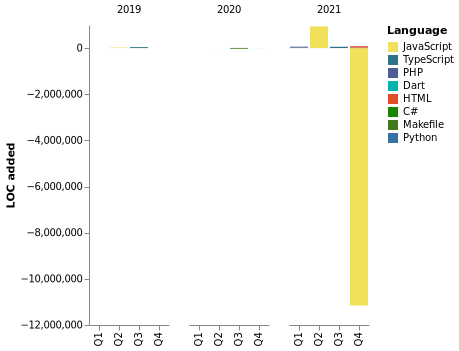 2019 2020 2021
Language
JavaScript
TypeScript
PHP
Dart
HTML
C#
Makefile
Python
LOC added
0
−2,000,000
−4,000,000
−6,000,000
−8,000,000
−10,000,000
−12,000,000
Q1 Q2 Q3 Q4 Q1 Q2 Q3 Q4 Q1 Q2 Q3 Q4